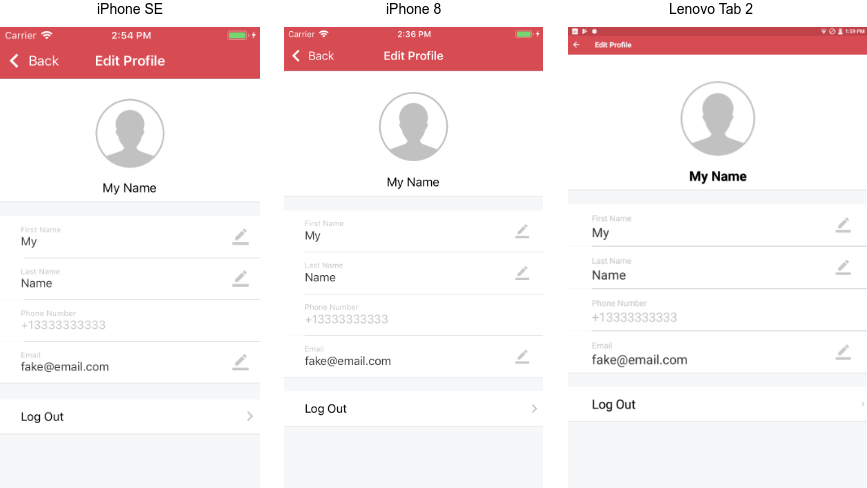 iPhone SE
Carrier 2:54 PM
Back Edit Profile
My Name
First Name
My
Last Name
Name
Phone Number
+13333333333
Email
fake@email.com
Log Out
iPhone 8
Carrier 2:36 PM
Back Edit Profile
My Name
First Name
My
Last Name
Name
Phone Number
+13333333333
Email
fake@email.com
Log Out
Lenovo Tab 2
1:59 PM
Edit Profile
My Name
First Name
My
Last Name
Name
Phone Number
+13333333333
Email
fake@email.com
Log Out